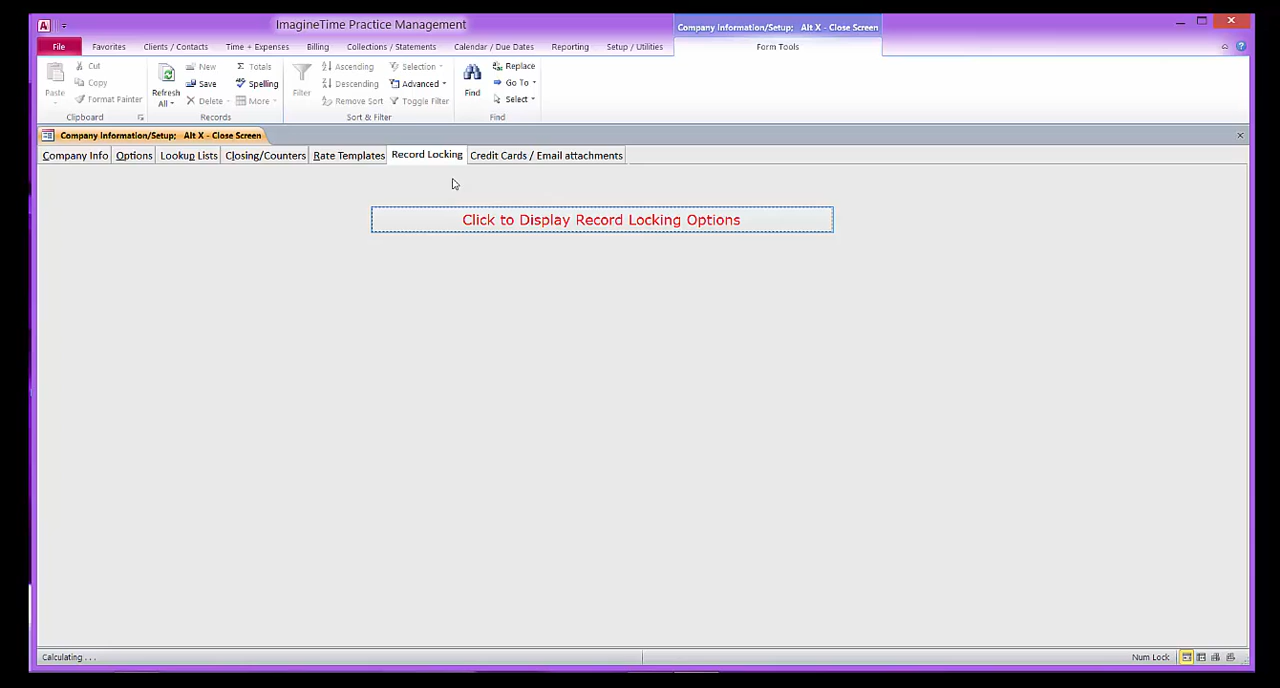 ImagineTime Practice Management
Company Information/Setup;   Alt X - Close Screen
File Favorites Clients / Contacts Time + Expenses Billing Collections / Statements Calendar / Due Dates Reporting Setup / Utilities Form Tools
Paste
Cut
Copy
Format Painter
Clipboard
Refresh All
New
Save
Delete
Totals
Spelling
More
Records
Filter
Ascending
Descending
Remove Sort
Selection
Advanced
Toggle Filter
Sort & Filter
Find
Replace
Go To
Select
Find
Company Information/Setup;   Alt X - Close Screen
Company Info Options Lookup Lists Closing/Counters Rate Templates Record Locking Credit Cards / Email attachments
Click to Display Record Locking Options
Calculating . . .
Num Lock